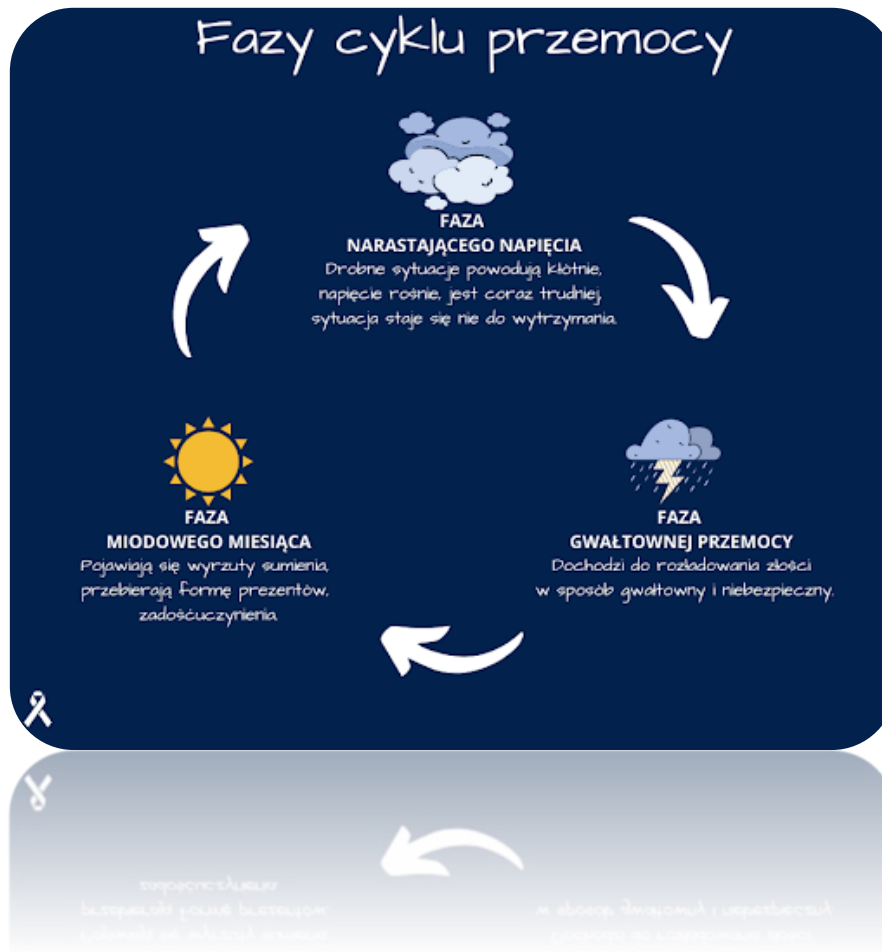 Fazy cyklu przemocy
FAZA
NARASTAJĄCEGO NAPIĘCIA
Drobne sytuacje powodują kłótnie,
napięcie rośnie, jest coraz trudniej,
sytuacja staje się nie do wytrzymania.
FAZA
GWAŁTOWNEJ PRZEMOCY
Dochodzi do rozładowania złości
w sposób gwałtowny i niebezpieczny.
FAZA
MIODOWEGO MIESIĄCA
Pojawiają się wyrzuty sumienia,
przebierają formę prezentów,
zadośćuczynienia.